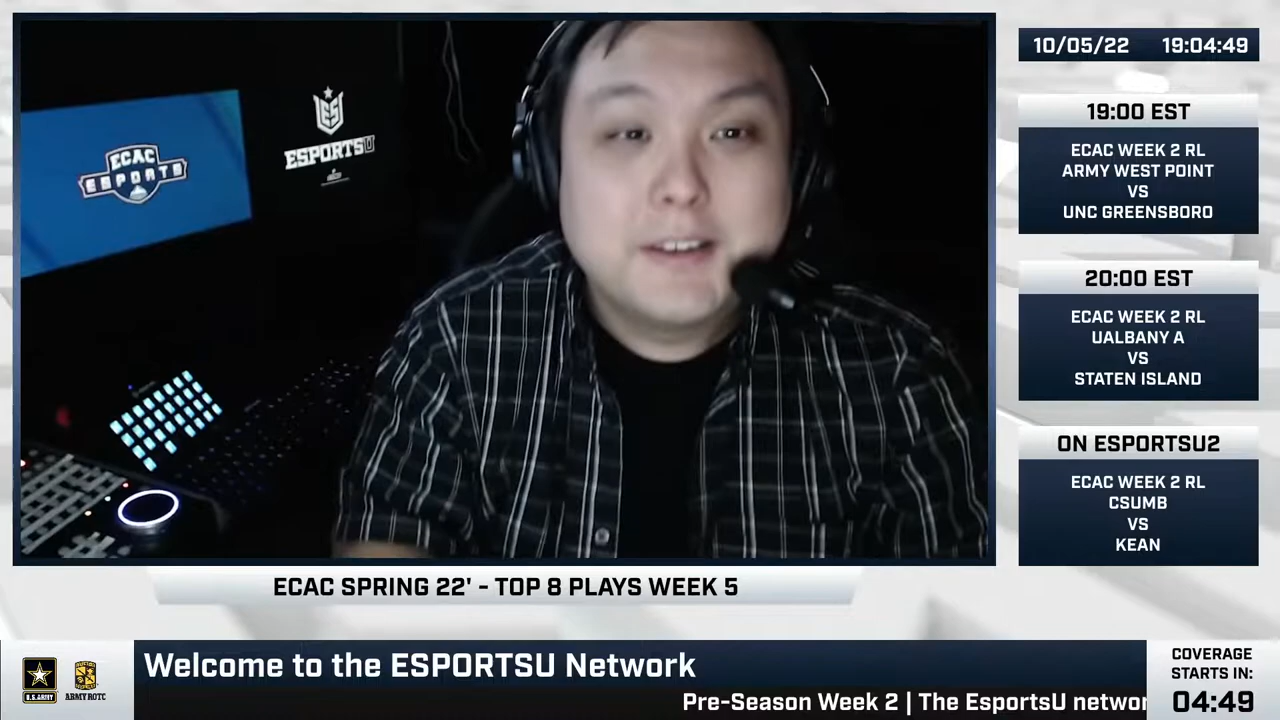 ECAC
ESPORTS
ESPORTSU
10/05/22 19:04:49
19:00 EST
ECAC WEEK 2 RL
ARMY WEST POINT
VS
UNC GREENSBORO
20:00 EST
ECAC WEEK 2 RL
UALBANY A
VS
STATEN ISLAND
ON ESPORTSU2
ECAC WEEK 2 RL
CSUMB
VS
KEAN
ECAC SPRING 22' - TOP 8 PLAYS WEEK 5
U.S.ARMY
ARMY ROTC
Welcome to the ESPORTSU Network
Pre-Season Week 2 | The EsportsU networ
COVERAGE
STARTS IN:
04:49